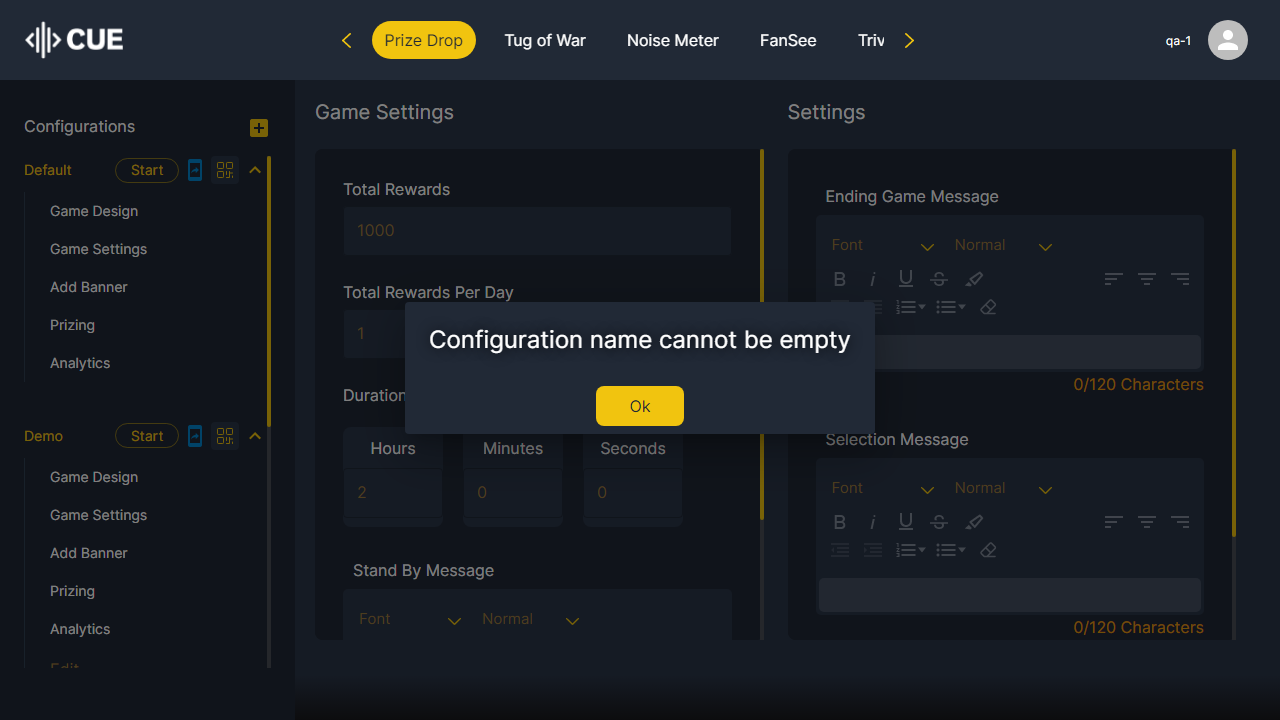 CUE
Prize Drop
Tug of War
Noise Meter
FanSee
Triv
qa-1
Configurations
Default
Start
Game Design
Game Settings
Add Banner
Prizing
Analytics
Demo
Start
Game Design
Game Settings
Add Banner
Prizing
Analytics
Edit
Game Settings
Total Rewards
1000
Total Rewards Per Day
1
Duration
Hours
Minutes
Seconds
2
0
0
Stand By Message
Font
Normal
Settings
Ending Game Message
Font
Normal
0/120 Characters
Selection Message
Font
Normal
0/120 Characters
Configuration name cannot be empty
Ok